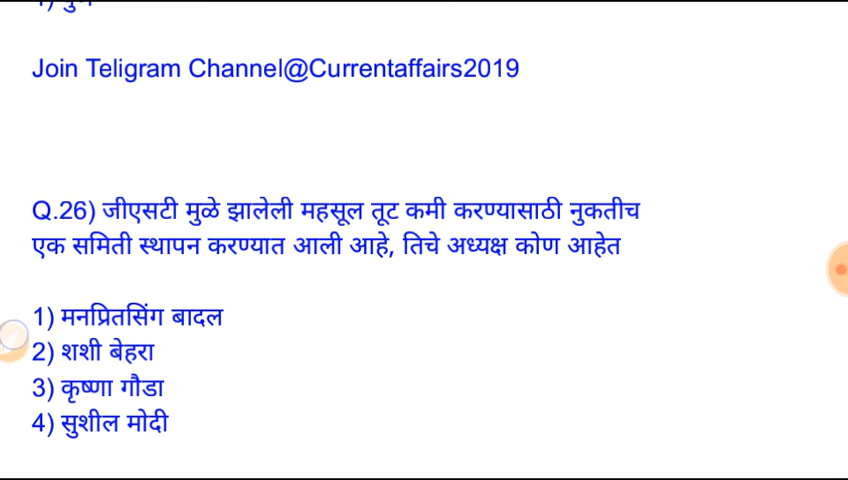 Join Teligram Channel@Currentaffairs2019
Q.26) जीएसटी मुळे झालेली महसूल तूट कमी करण्यासाठी नुकतीच
एक समिती स्थापन करण्यात आली आहे, तिचे अध्यक्ष कोण आहेत
1) मनप्रितसिंग बादल
2) शशी बेहरा
3) कृष्णा गौडा
4) सुशील मोदी